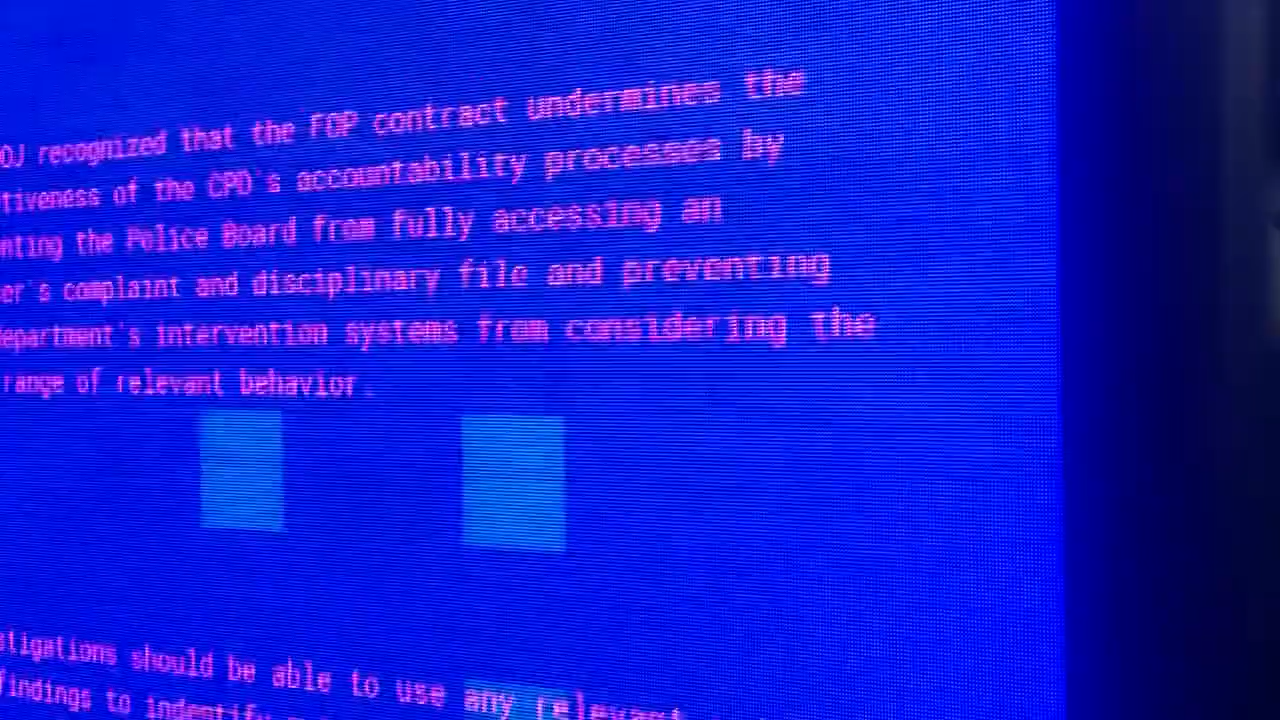 OJ recognized that the FOP contract undermines the
tiveness of the CPD's accountability processes by
nting the Police Board from fully accessing an
er's complaint and disciplinary file and preventing
epartment's intervention systems from considering the
range of relevant behavior.
stigations should be able to use any relevant
findings to indemtify